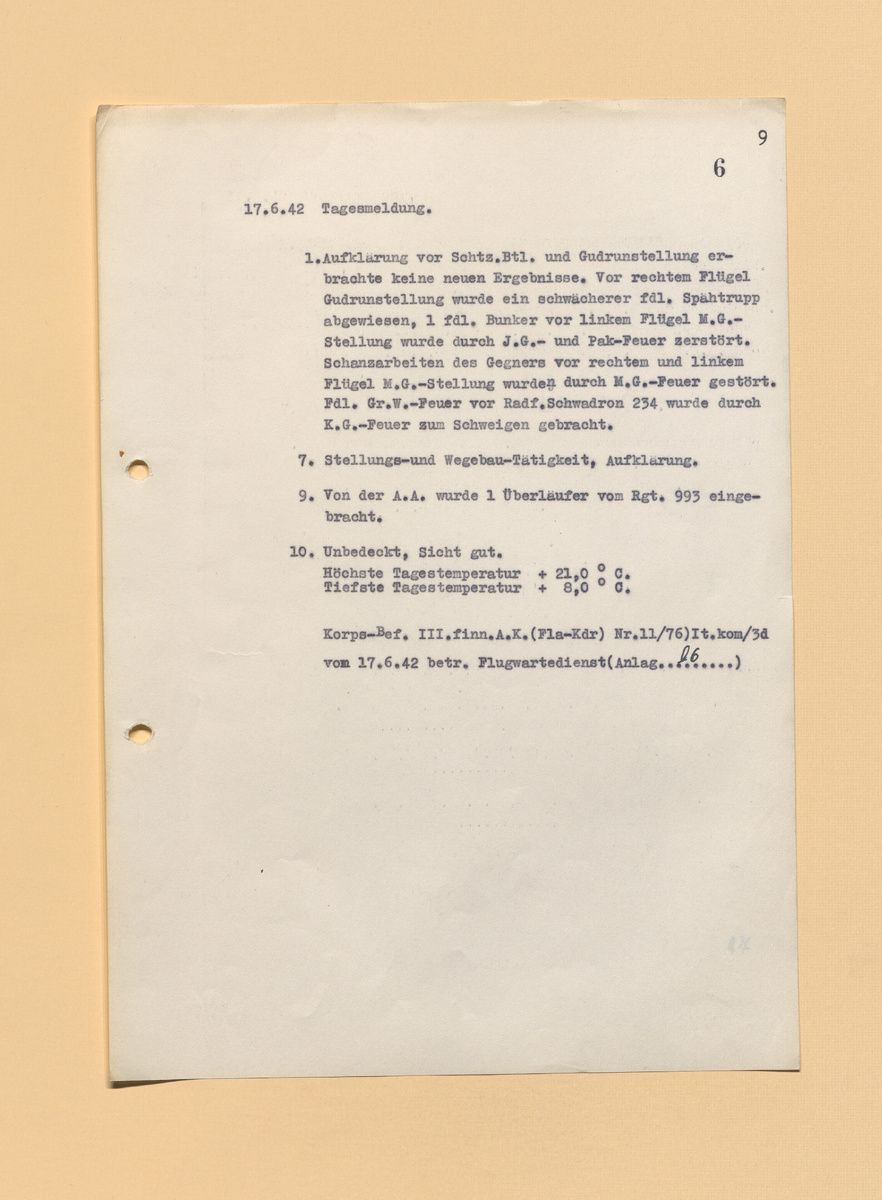 9
6
17.6.42 Tagesmeldung.
1.Aufklärung vor Schtz.Btl. und Gudrunstellung er-
brachte keine neuen Ergebnisse. Vor rechtem Flügel
Gudrunstellung wurde ein schwächerer fdl. Spähtrupp
abgewiesen, 1 fdl. Bunker vor linkem Flügel M.G.-
Stellung wurde durch J.G.- und Pak-Feuer zerstört.
Schanzarbeiten des Gegners vor rechtem und linkem
Flügel M.G.-Stellung wurden durch M.G.-Feuer gestört.
Fdl. Gr.W.-Feuer vor Radf.Schwadron 234 wurde durch
K.G.-Feuer zum Schweigen gebracht.
7. Stellungs-und Wegebau-Tätigkeit, Aufklärung.
9. Von der A.A. wurde 1 Überläufer vom Rgt. 993 einge-
bracht.
10. Unbedeckt, Sicht gut.
Höchste Tagestemperatur + 21,0 ° C.
Tiefste Tagestemperatur + 8,0 ° C.
Korps-Bef. III.finn.A.K.(Fla-Kdr) Nr.11/76)It.kom/3d
vom 17.6.42 betr. Flugwartedienst(Anlag.........)